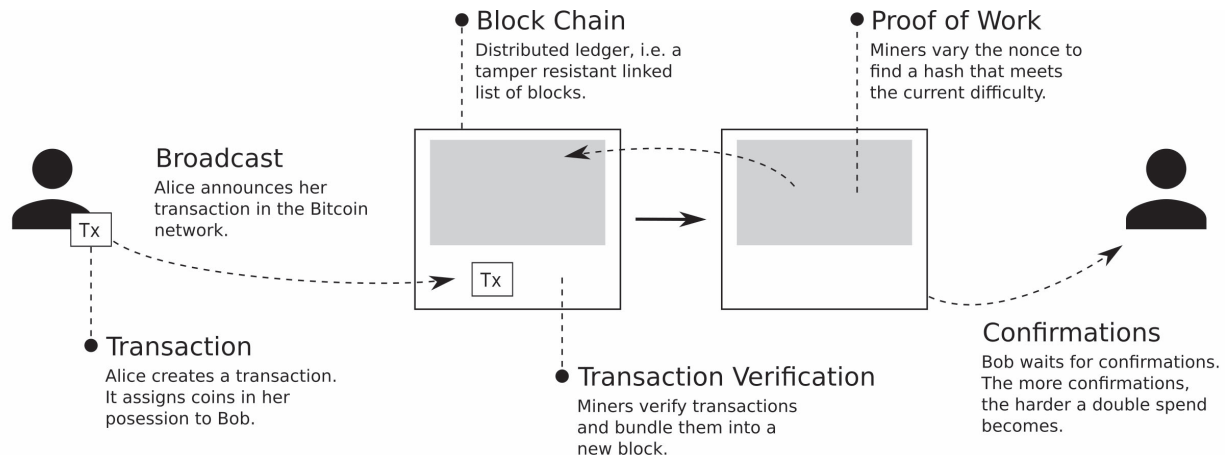 Block Chain
Distributed ledger, i.e. a
tamper resistant linked
list of blocks.
Proof of Work
Miners vary the nonce to
find a hash that meets
the current difficulty.
Broadcast
Alice announces her
transaction in the Bitcoin
network.
Tx
Tx
Transaction
Alice creates a transaction.
It assigns coins in her
posession to Bob.
Transaction Verification
Miners verify transactions
and bundle them into a
new block.
Confirmations
Bob waits for confirmations.
The more confirmations,
the harder a double spend
becomes.